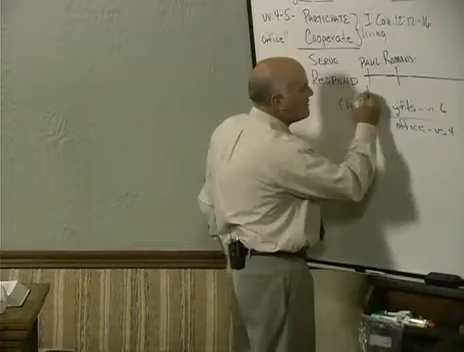 vv. 4-5 - PARTICIPATE } I Cor. 12:12-16
office" COOPERATE } living
SERVE PAUL ROMANS
RESPOND
gifts - v. 6
office - vs. 4